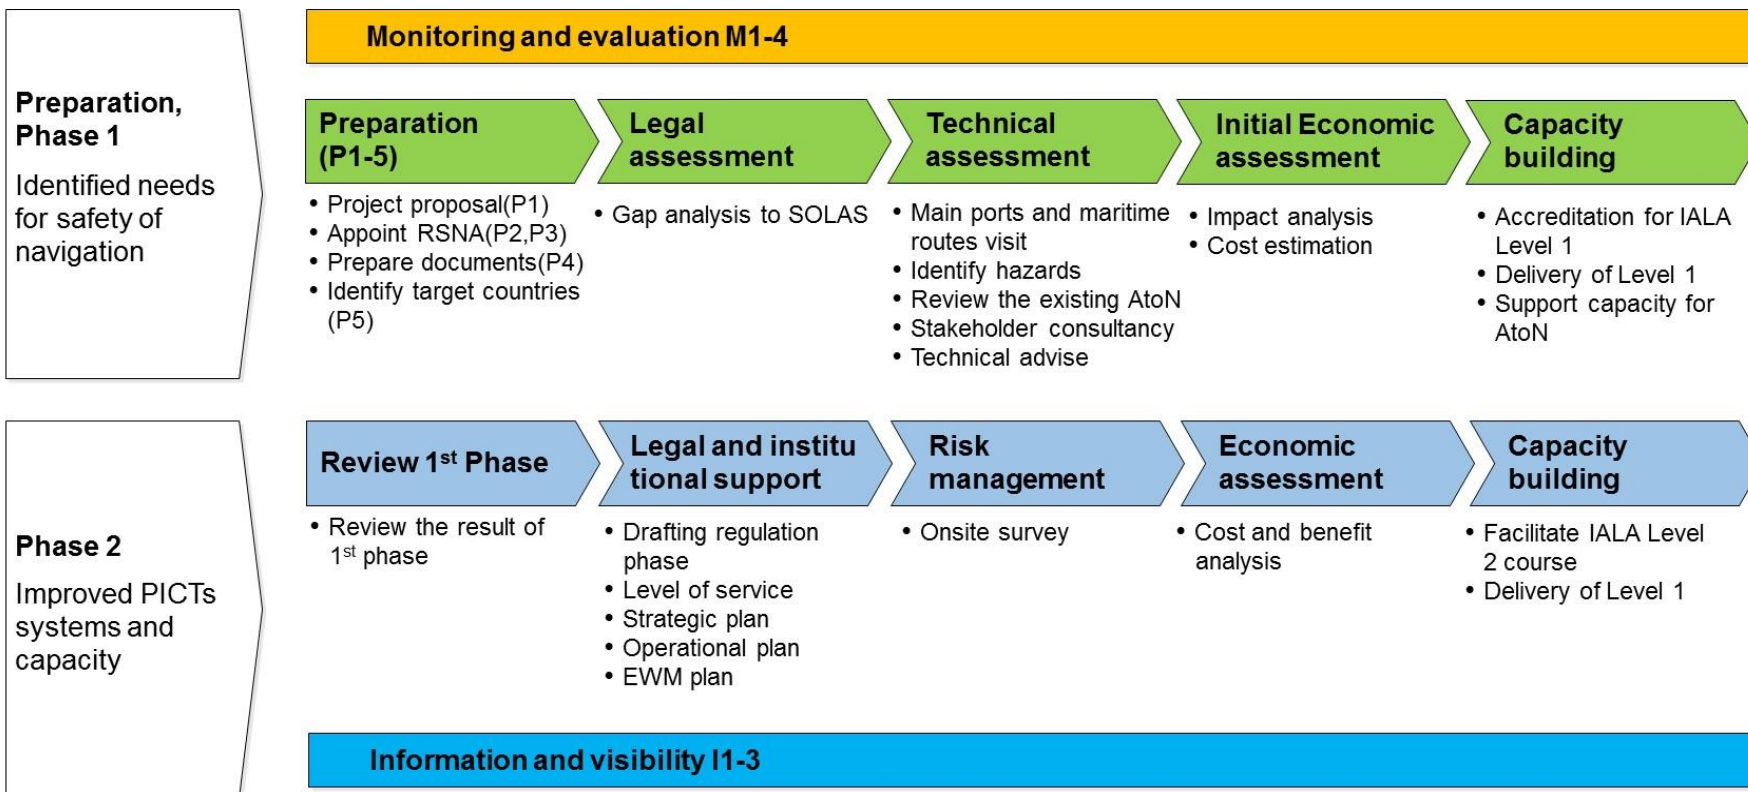 Monitoring and evaluation M1-4
Preparation,
Phase 1
Identified needs
for safety of
navigation
Preparation
(P1-5)
• Project proposal(P1)
• Appoint RSNA(P2,P3)
• Prepare documents(P4)
• Identify target countries
(P5)
Legal
assessment
• Gap analysis to SOLAS
Technical
assessment
• Main ports and maritime
routes visit
• Identify hazards
• Review the existing AtoN
• Stakeholder consultancy
• Technical advise
Initial Economic
assessment
• Impact analysis
• Cost estimation
Capacity
building
• Accreditation for IALA
Level 1
• Delivery of Level 1
• Support capacity for
AtoN
Phase 2
Improved PICTs
systems and
capacity
Review 1st Phase
• Review the result of
1st phase
Legal and institu
tional support
• Drafting regulation
phase
• Level of service
• Strategic plan
• Operational plan
• EWM plan
Risk
management
• Onsite survey
Economic
assessment
• Cost and benefit
analysis
Capacity
building
• Facilitate IALA Level
2 course
• Delivery of Level 1
Information and visibility I1-3